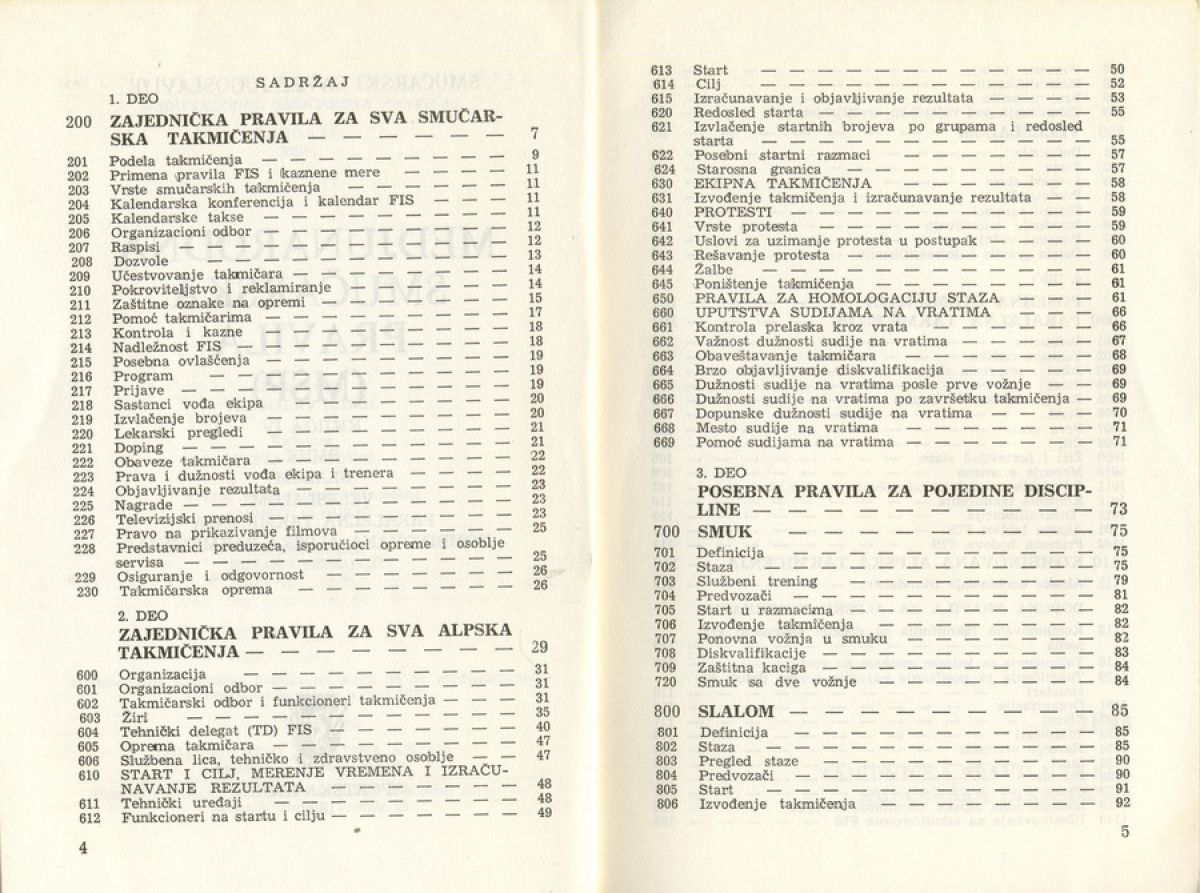 SADRŽAJ
1. DEO
200 ZAJEDNIČKA PRAVILA ZA SVA SMUČAR-
SKA TAKMIČENJA — — — — — — — 7
201 Podela takmičenja — — — — — — — — — 9
202 Primena pravila FIS i kaznene mere — — — — — 11
203 Vrste smučarskih takmičenja — — — — — — — 11
204 Kalendarska konferencija i kalendar FIS — — — — 11
205 Kalendarske takse — — — — — — — — — 11
206 Organizacioni odbor — — — — — — — — — 12
207 Raspisi — — — — — — — — — — — — 12
208 Dozvole — — — — — — — — — — — — 13
209 Učestvovanje takmičara — — — — — — — — 14
210 Pokroviteljstvo i reklamiranje — — — — — — 14
211 Zaštitne oznake na opremi — — — — — — — 15
212 Pomoć takmičarima — — — — — — — — — 17
213 Kontrola i kazne — — — — — — — — — 18
214 Nadležnost FIS — — — — — — — — — — 18
215 Posebna ovlašćenja — — — — — — — — — 19
216 Program — — — — — — — — — — — — 19
217 Prijave — — — — — — — — — — — — 19
218 Sastanci vođa ekipa — — — — — — — — — 20
219 Izvlačenje brojeva — — — — — — — — — 20
220 Lekarski pregledi — — — — — — — — — 21
221 Doping — — — — — — — — — — — — 21
222 Obaveze takmičara — — — — — — — — — 22
223 Prava i dužnosti vođa ekipa i trenera — — — — 22
224 Objavljivanje rezultata — — — — — — — — 23
225 Nagrade — — — — — — — — — — — — 23
226 Televizijski prenosi — — — — — — — — — 23
227 Pravo na prikazivanje filmova — — — — — — 25
228 Predstavnici preduzeća, isporučioci opreme i osoblje
servisa — — — — — — — — — — — — 25
229 Osiguranje i odgovornost — — — — — — — 26
230 Takmičarska oprema — — — — — — — — — 26
2. DEO
ZAJEDNIČKA PRAVILA ZA SVA ALPSKA
TAKMIČENJA — — — — — — — — — 29
600 Organizacija — — — — — — — — — — 31
601 Organizacioni odbor — — — — — — — — — 31
602 Takmičarski odbor i funkcioneri takmičenja — — — 31
603 Žiri — — — — — — — — — — — — 35
604 Tehnički delegat (TD) FIS — — — — — — — 40
605 Oprema takmičara — — — — — — — — — 47
606 Službena lica, tehničko i zdravstveno osoblje — — 47
610 START I CILJ, MERENJE VREMENA I IZRAČU-
NAVANJE REZULTATA — — — — — — — 48
611 Tehnički uređaji — — — — — — — — — 48
612 Funkcioneri na startu i cilju — — — — — — — 49
4
613 Start — — — — — — — — — — — — 50
614 Cilj — — — — — — — — — — — — 52
615 Izračunavanje i objavljivanje rezultata — — — — 53
620 Redosled starta — — — — — — — — — — 55
621 Izvlačenje startnih brojeva po grupama i redosled
starta — — — — — — — — — — — — 55
622 Posebni startni razmaci — — — — — — — — 57
624 Starosna granica — — — — — — — — — 57
630 EKIPNA TAKMIČENJA — — — — — — — — 58
631 Izvođenje takmičenja i izračunavanje rezultata — — 58
640 PROTESTI — — — — — — — — — — — 59
641 Vrste protesta — — — — — — — — — — 59
642 Uslovi za uzimanje protesta u postupak — — — — 60
643 Rešavanje protesta — — — — — — — — — 60
644 Žalbe — — — — — — — — — — — — 61
645 Poništenje takmičenja — — — — — — — — 61
650 PRAVILA ZA HOMOLOGACIJU STAZA — — — 61
660 UPUTSTVA SUDIJAMA NA VRATIMA — — — — 66
661 Kontrola prelaska kroz vrata — — — — — — 66
662 Važnost dužnosti sudije na vratima — — — — — 67
663 Obaveštavanje takmičara — — — — — — — 68
664 Brzo objavljivanje diskvalifikacija — — — — — 69
665 Dužnosti sudije na vratima posle prve vožnje — — 69
666 Dužnosti sudije na vratima po završetku takmičenja — 69
667 Dopunske dužnosti sudije na vratima — — — — 70
668 Mesto sudije na vratima — — — — — — — — 71
669 Pomoć sudijama na vratima — — — — — — — 71
3. DEO
POSEBNA PRAVILA ZA POJEDINE DISCIP-
LINE — — — — — — — — — — — — 73
700 SMUK — — — — — — — — — — 75
701 Definicija — — — — — — — — — — 75
702 Staza — — — — — — — — — — — — 75
703 Službeni trening — — — — — — — — — 79
704 Predvozači — — — — — — — — — — 81
705 Start u razmacima — — — — — — — — — 82
706 Izvođenje takmičenja — — — — — — — — 82
707 Ponovna vožnja u smuku — — — — — — — 82
708 Diskvalifikacije — — — — — — — — — — 83
709 Zaštitna kaciga — — — — — — — — — — 84
720 Smuk sa dve vožnje — — — — — — — — 84
800 SLALOM — — — — — — — — — — 85
801 Definicija — — — — — — — — — — 85
802 Staza — — — — — — — — — — — — 85
803 Pregled staze — — — — — — — — — — 90
804 Predvozači — — — — — — — — — — 90
805 Start — — — — — — — — — — — — 91
806 Izvođenje takmičenja — — — — — — — — 92
5